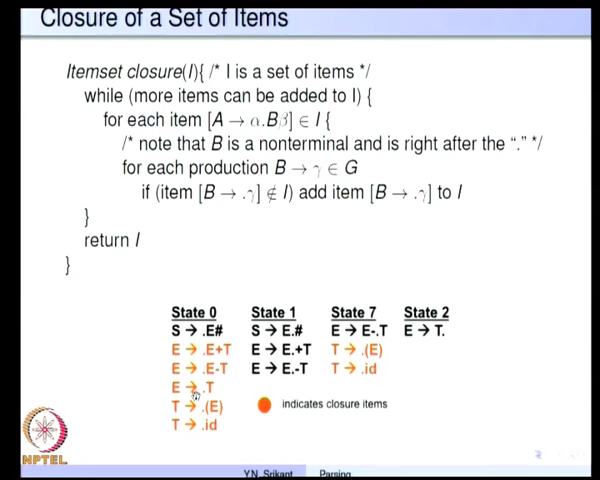 Closure of a Set of Items
Itemset closure(I){ /* I is a set of items */
while (more items can be added to I) {
for each item [A → α.Bβ] ∈ I {
/* note that B is a nonterminal and is right after the “.” */
for each production B → γ ∈ G
if (item [B → .γ] ∉ I) add item [B → .γ] to I
}
return I
}
State 0 State 1 State 7 State 2
S → .E# S → E.# E → E-.T E → T.
E → .E+T E → E.+T T → .(E)
E → .E-T E → E.-T T → .id
E → .T
T → .(E) indicates closure items
T → .id
NPTEL
Y.N. Srikant Parsing